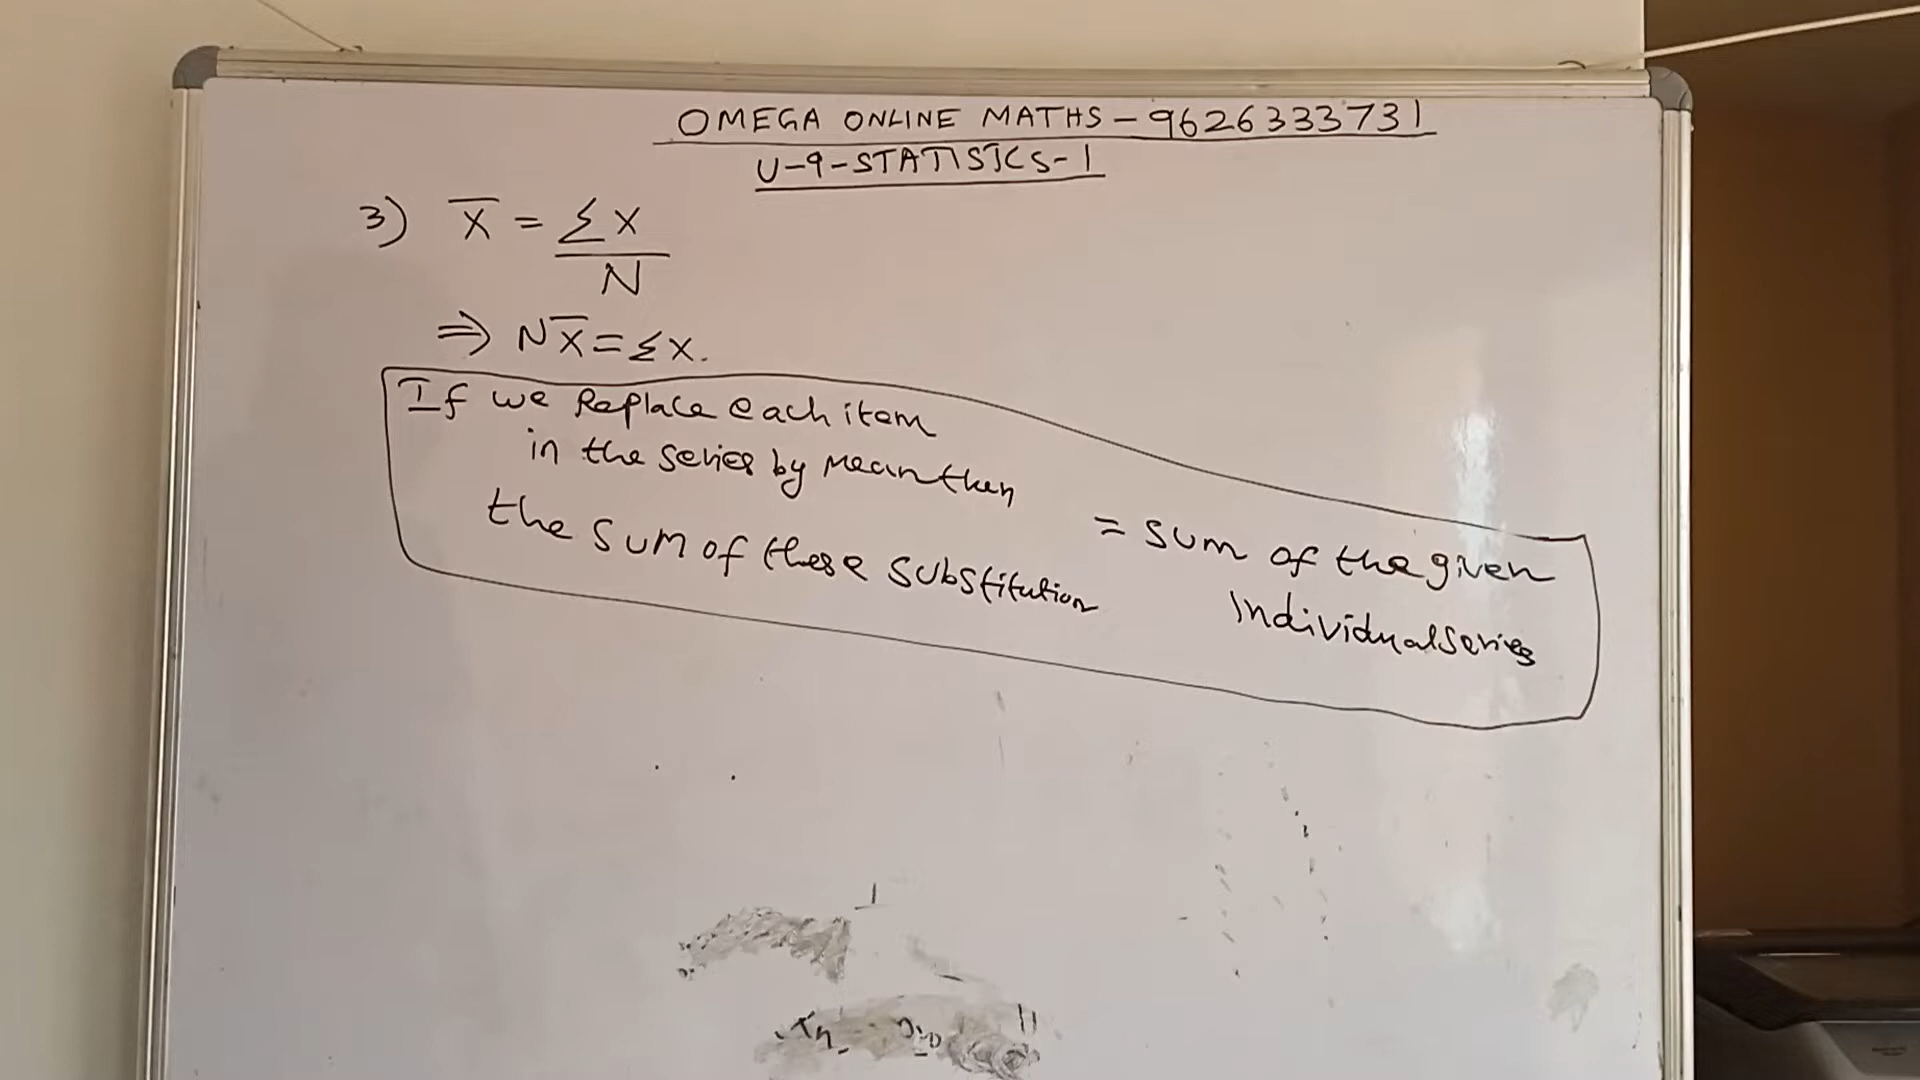 OMEGA ONLINE MATHS - 9626333731
U-9-STATISTICS-1
3) X̅ = ΣX
N
⇒ NX̅ = ΣX.
If we Replace each item
in the series by mean then
the sum of these substitution
= sum of the given
Individual series